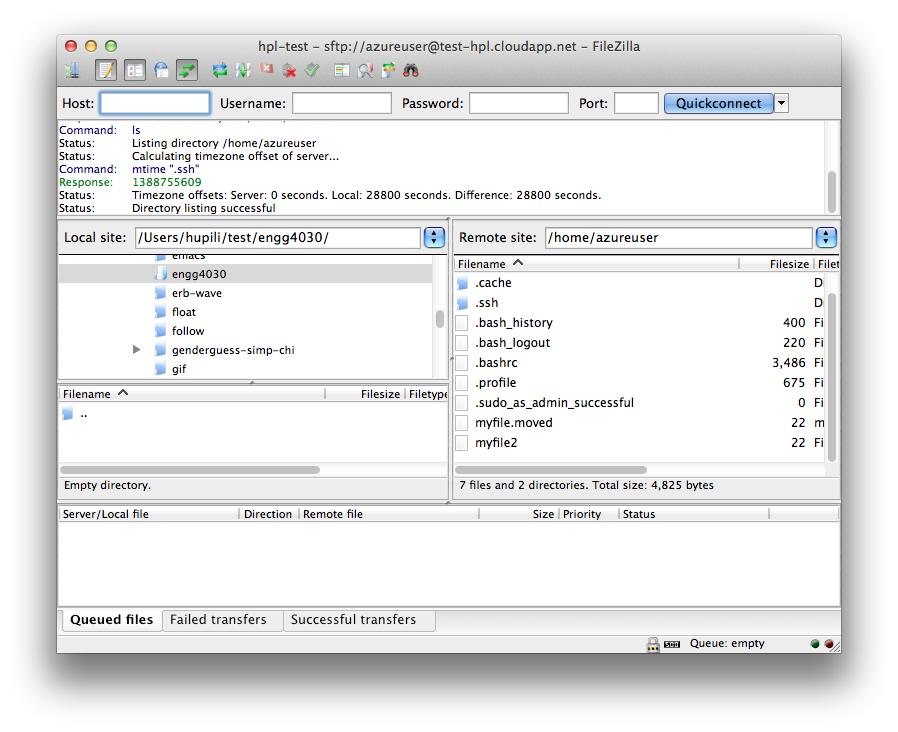 hpl-test – sftp://azureuser@test-hpl.cloudapp.net – FileZilla
Host: Username: Password: Port: Quickconnect
Command: ls
Status: Listing directory /home/azureuser
Status: Calculating timezone offset of server...
Command: mtime ".ssh"
Response: 1388755609
Status: Timezone offsets: Server: 0 seconds. Local: 28800 seconds. Difference: 28800 seconds.
Status: Directory listing successful
Local site: /Users/hupili/test/engg4030/
emacs
engg4030
erb-wave
float
follow
genderguess-simp-chi
gif
Filename Filesize Filetype
..
Empty directory.
Remote site: /home/azureuser
Filename Filesize Filet
.cache D
.ssh D
.bash_history 400 Fi
.bash_logout 220 Fi
.bashrc 3,486 Fi
.profile 675 Fi
.sudo_as_admin_successful 0 Fi
myfile.moved 22 m
myfile2 22 Fi
7 files and 2 directories. Total size: 4,825 bytes
Server/Local file Direction Remote file Size Priority Status
Queued files Failed transfers Successful transfers
Queue: empty